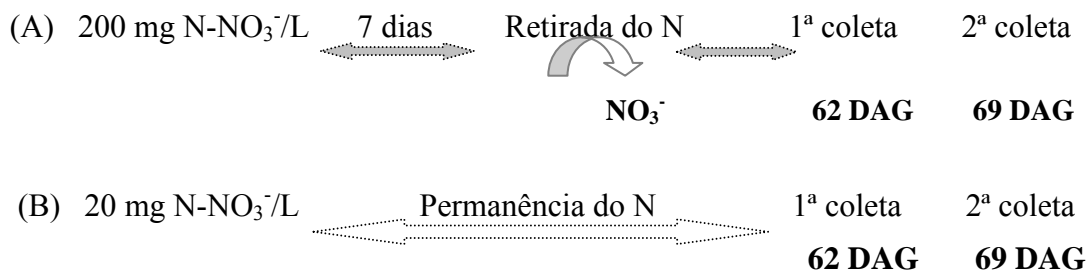 (A) 200 mg N-NO₃⁻/L 7 dias Retirada do N 1ª coleta 2ª coleta
NO₃⁻ 62 DAG 69 DAG
(B) 20 mg N-NO₃⁻/L Permanência do N 1ª coleta 2ª coleta
62 DAG 69 DAG